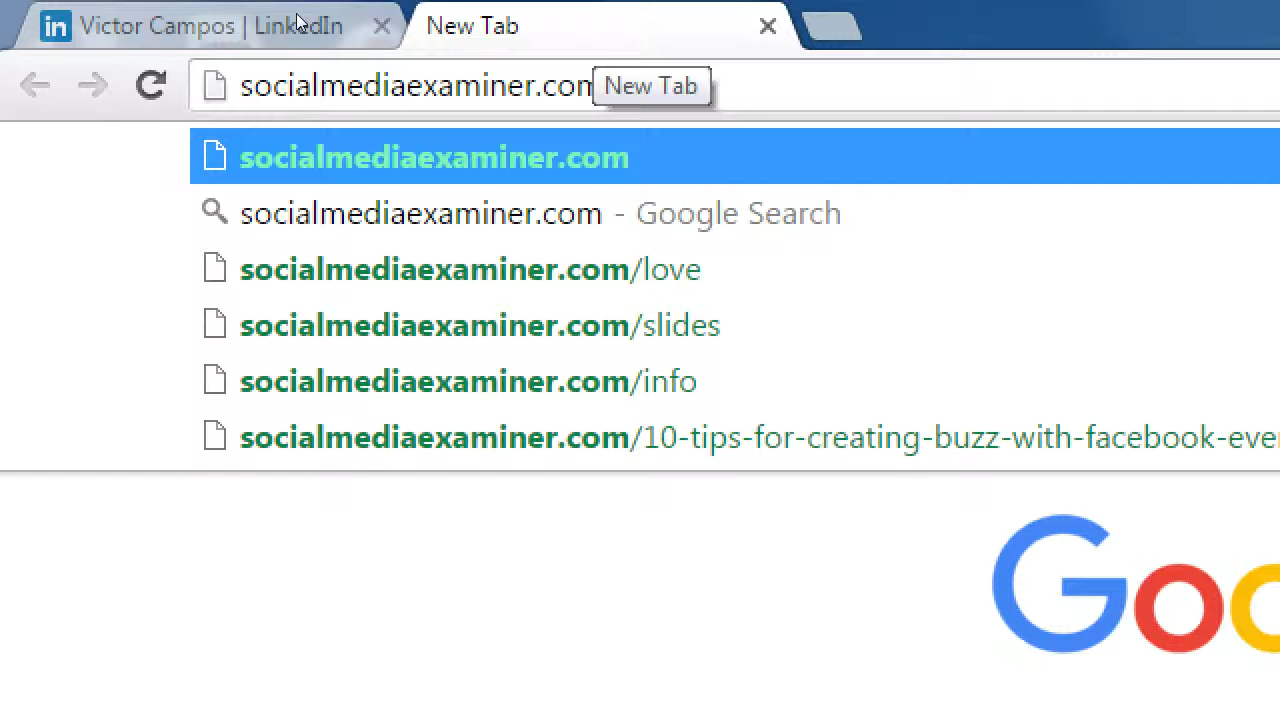 Victor Campos | LinkedIn
New Tab
socialmediaexaminer.com
New Tab
socialmediaexaminer.com
socialmediaexaminer.com - Google Search
socialmediaexaminer.com/love
socialmediaexaminer.com/slides
socialmediaexaminer.com/info
socialmediaexaminer.com/10-tips-for-creating-buzz-with-facebook-eve
Goo